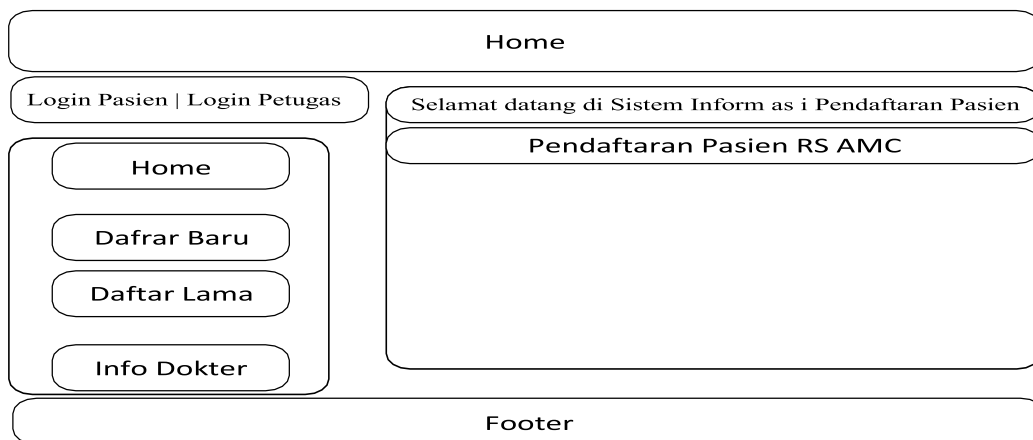 Home
Login Pasien | Login Petugas
Selamat datang di Sistem Inform as i Pendaftaran Pasien
Pendaftaran Pasien RS AMC
Home
Dafrar Baru
Daftar Lama
Info Dokter
Footer